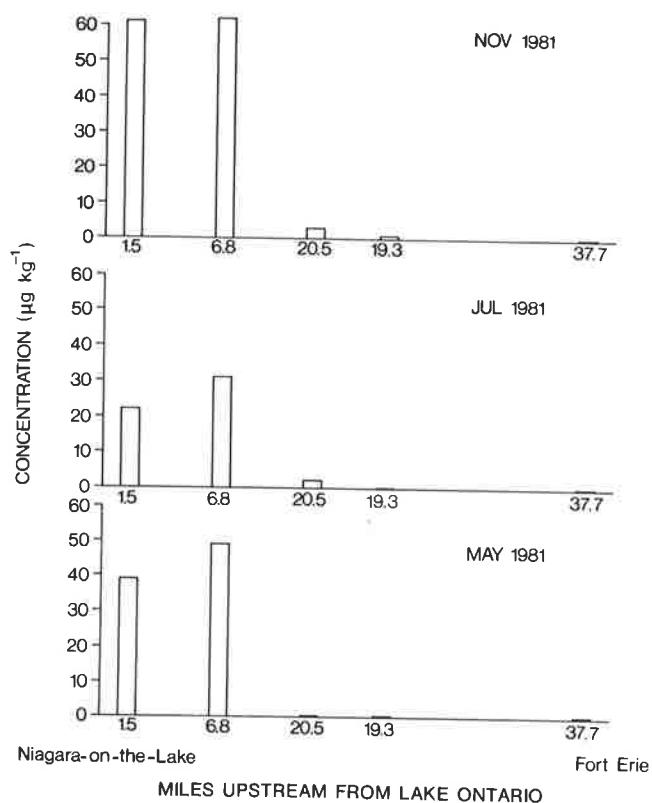 NOV 1981
60
50
40
30
20
10
0
1.5 6.8 20.5 19.3 37.7
CONCENTRATION (µg kg⁻¹)
JUL 1981
60
50
40
30
20
10
0
1.5 6.8 20.5 19.3 37.7
MAY 1981
60
50
40
30
20
10
0
1.5 6.8 20.5 19.3 37.7
Niagara-on-the-Lake Fort Erie
MILES UPSTREAM FROM LAKE ONTARIO